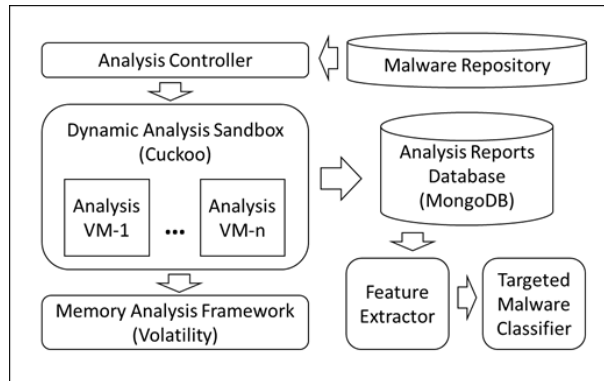 Analysis Controller
Malware Repository
Dynamic Analysis Sandbox
(Cuckoo)
Analysis
VM-1
...
Analysis
VM-n
Analysis Reports
Database
(MongoDB)
Memory Analysis Framework
(Volatility)
Feature
Extractor
Targeted
Malware
Classifier